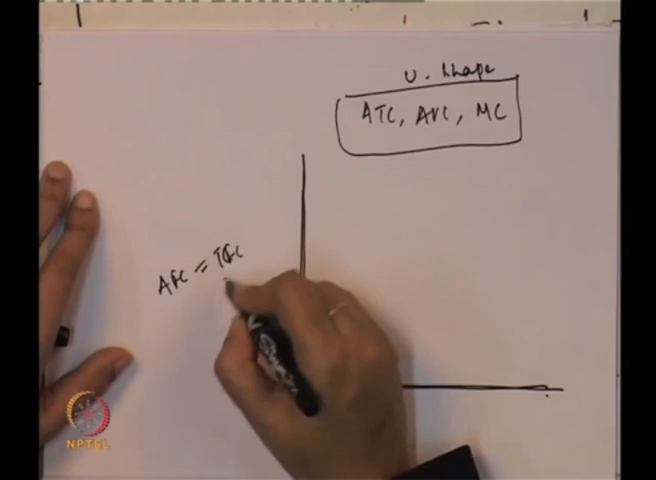 U. Shape
ATC, AVC, MC
AFC = TFC
NPTEL